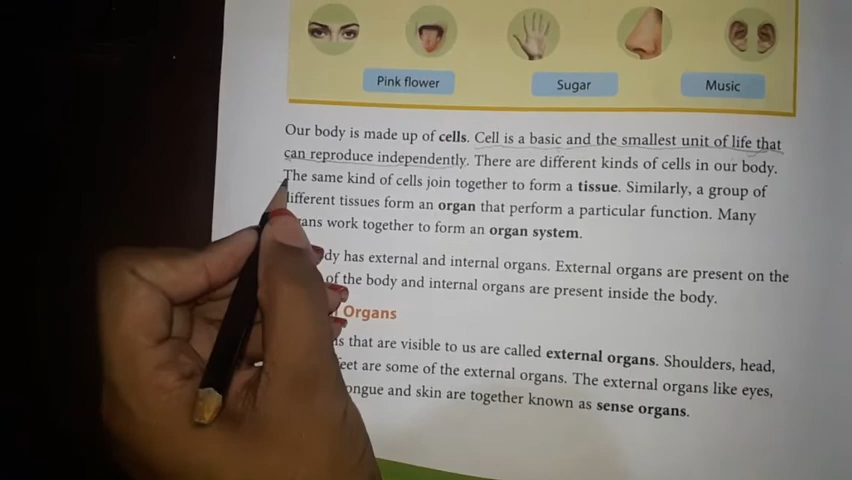 Pink flower Sugar Music
Our body is made up of cells. Cell is a basic and the smallest unit of life that
can reproduce independently. There are different kinds of cells in our body.
The same kind of cells join together to form a tissue. Similarly, a group of
different tissues form an organ that perform a particular function. Many
organs work together to form an organ system.
dy has external and internal organs. External organs are present on the
of the body and internal organs are present inside the body.
Organs
that are visible to us are called external organs. Shoulders, head,
feet are some of the external organs. The external organs like eyes,
tongue and skin are together known as sense organs.